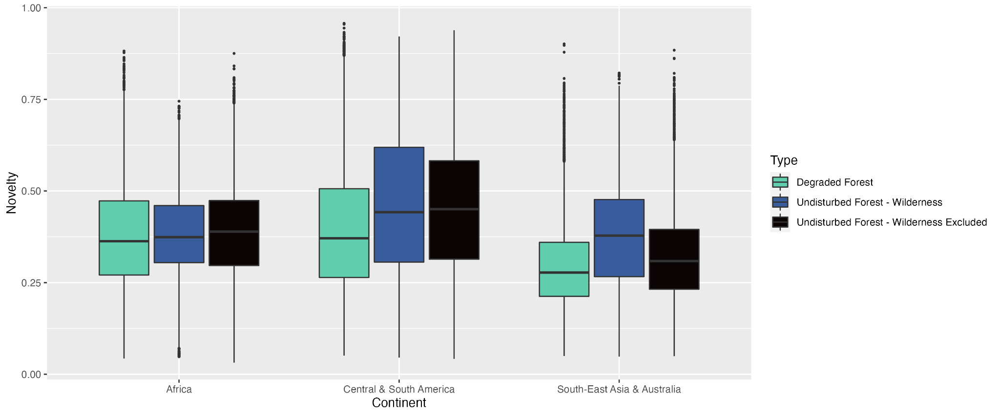 1.00
0.75
0.50
0.25
0.00
Novelty
Africa
Central & South America
South-East Asia & Australia
Continent
Type
Degraded Forest
Undisturbed Forest - Wilderness
Undisturbed Forest - Wilderness Excluded